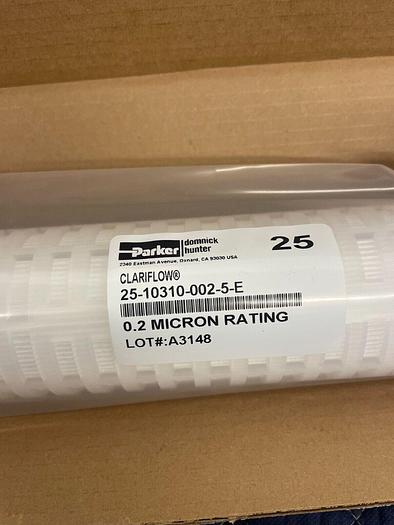 Parker domnick hunter 25
2340 Eastman Avenue, Oxnard, CA 93030 USA
CLARIFLOW®
25-10310-002-5-E
0.2 MICRON RATING
LOT#:A3148